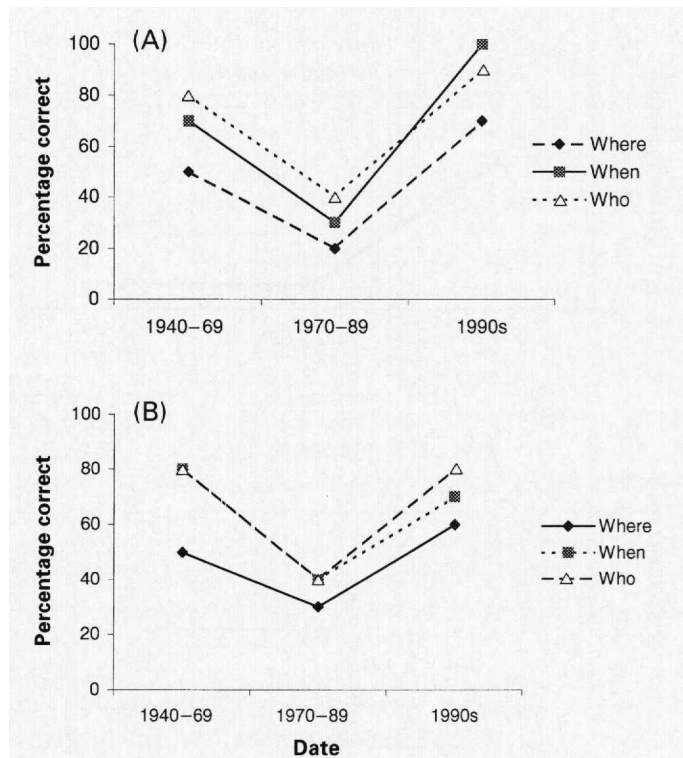 (A)
Percentage correct
100
80
60
40
20
0
1940–69
1970–89
1990s
Where
When
Who
(B)
Percentage correct
100
80
60
40
20
0
1940–69
1970–89
1990s
Where
When
Who
Date